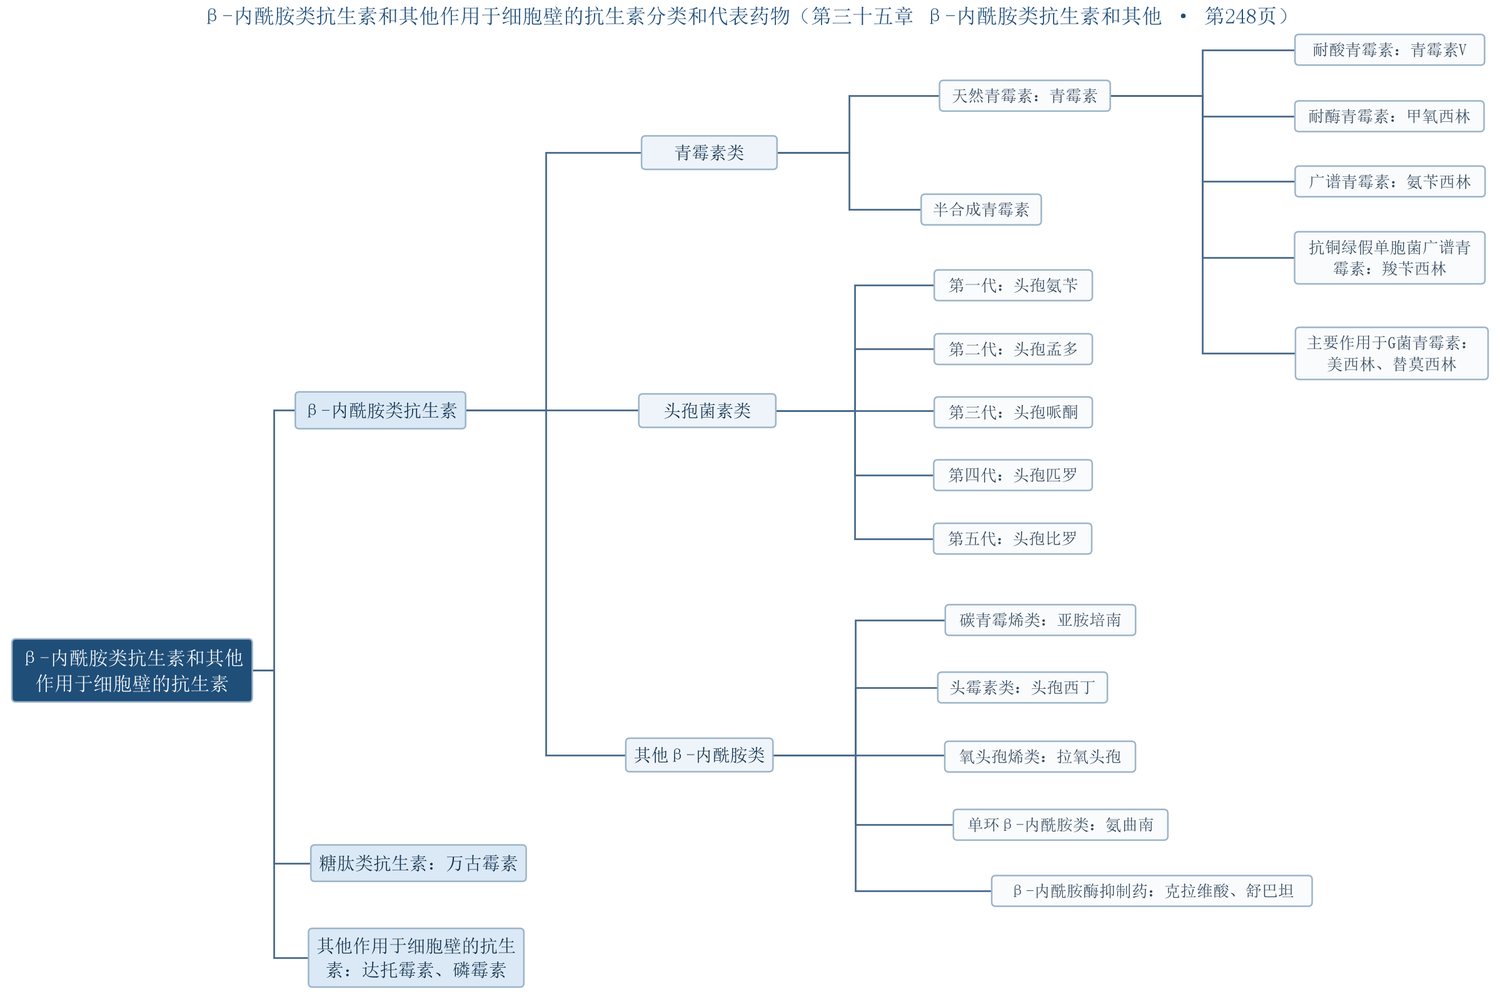 β-内酰胺类抗生素和其他作用于细胞壁的抗生素分类和代表药物（第三十五章 β-内酰胺类抗生素和其他 • 第248页）
β-内酰胺类抗生素和其他
作用于细胞壁的抗生素
β-内酰胺类抗生素
青霉素类
天然青霉素：青霉素
耐酸青霉素：青霉素V
耐酶青霉素：甲氧西林
广谱青霉素：氨苄西林
抗铜绿假单胞菌广谱青
霉素：羧苄西林
主要作用于G菌青霉素：
美西林、替莫西林
半合成青霉素
头孢菌素类
第一代：头孢氨苄
第二代：头孢孟多
第三代：头孢哌酮
第四代：头孢匹罗
第五代：头孢比罗
其他β-内酰胺类
碳青霉烯类：亚胺培南
头霉素类：头孢西丁
氧头孢烯类：拉氧头孢
单环β-内酰胺类：氨曲南
β-内酰胺酶抑制药：克拉维酸、舒巴坦
糖肽类抗生素：万古霉素
其他作用于细胞壁的抗生
素：达托霉素、磷霉素